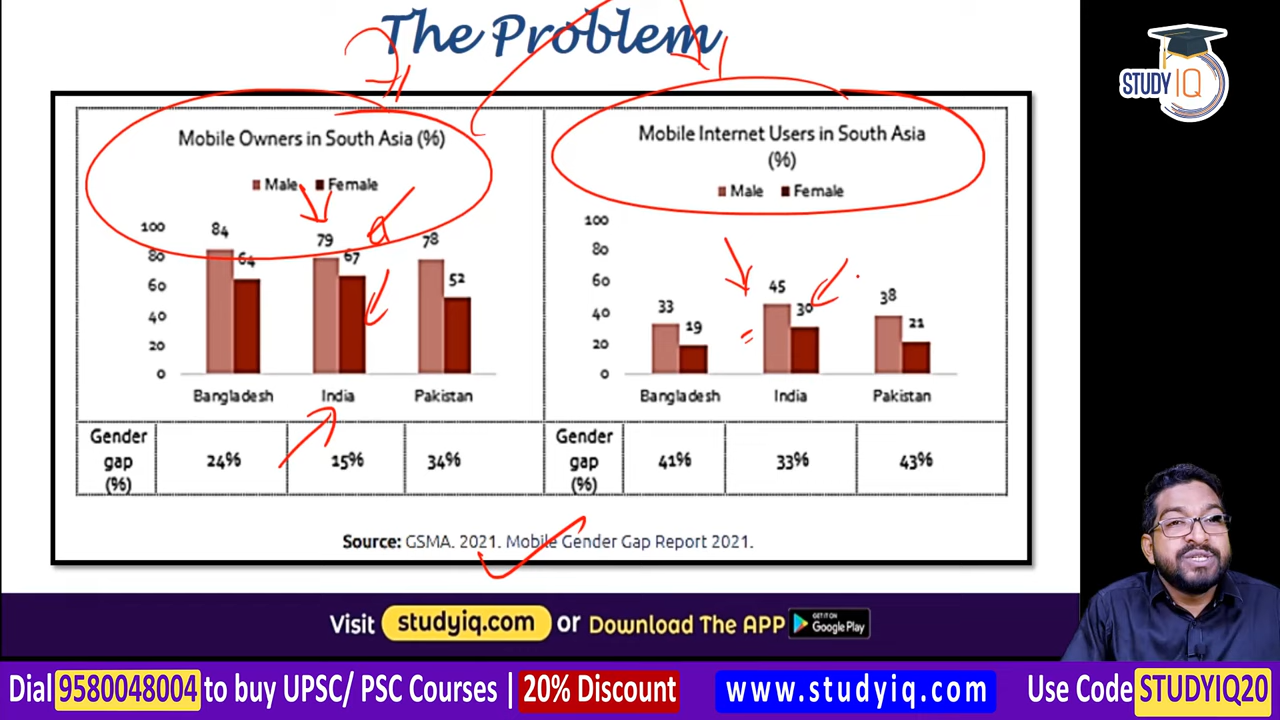 The Problem
STUDY IQ
Mobile Owners in South Asia (%)
Male Female
100
80
60
40
20
0
84
64
79
67
78
52
Bangladesh India Pakistan
Mobile Internet Users in South Asia
(%)
Male Female
100
80
60
40
20
0
33
19
45
30
38
21
Bangladesh India Pakistan
Gender
gap
(%)
24% 15% 34%
Gender
gap
(%)
41% 33% 43%
Source: GSMA. 2021. Mobile Gender Gap Report 2021.
Visit studyiq.com or Download The APP GET IT ON Google Play
Dial 9580048004 to buy UPSC/ PSC Courses | 20% Discount www.studyiq.com Use Code STUDYIQ20